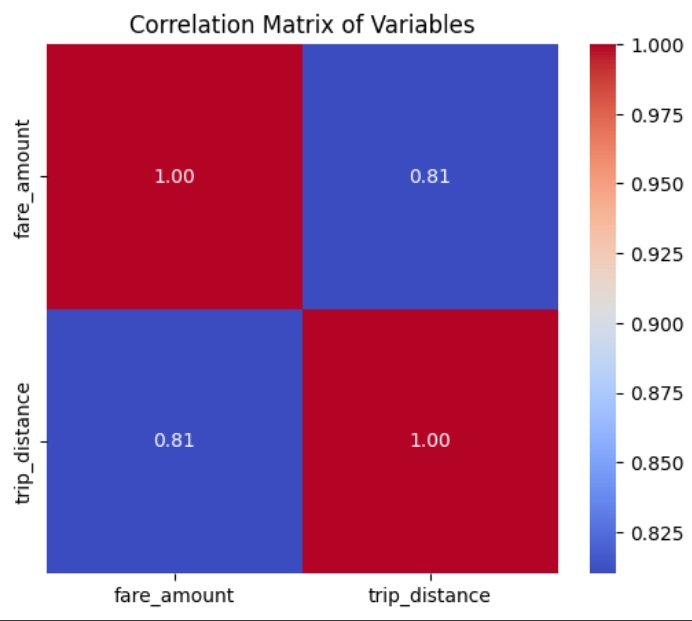 Correlation Matrix of Variables
fare_amount
trip_distance
1.00
0.81
0.81
1.00
fare_amount
trip_distance
1.000
0.975
0.950
0.925
0.900
0.875
0.850
0.825